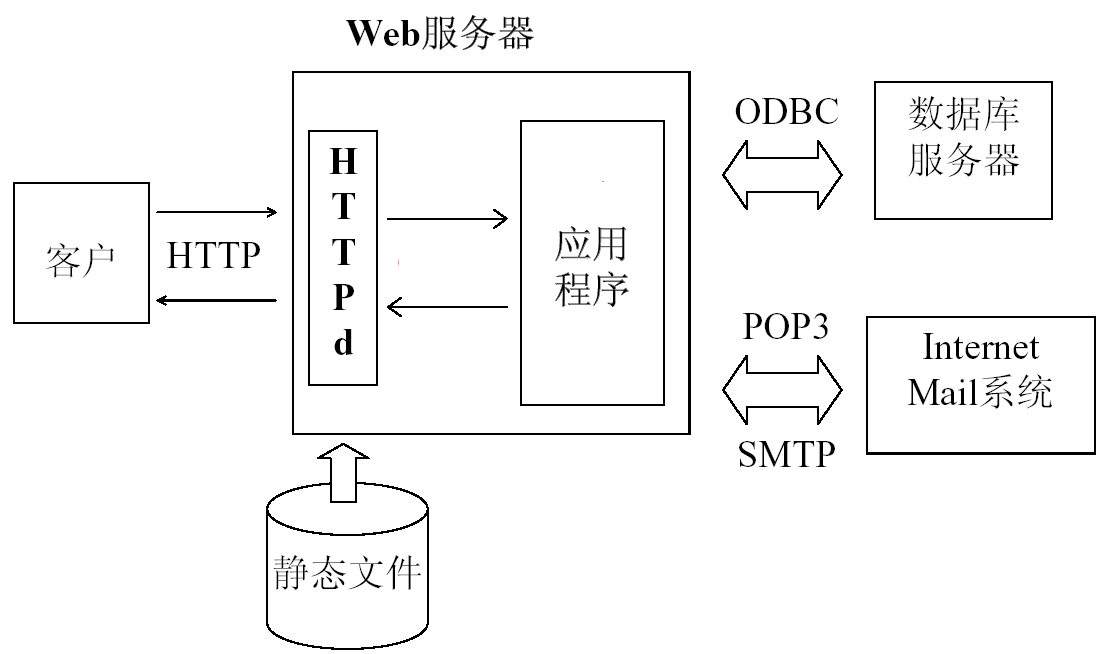 Web服务器
客户
HTTP
H
T
T
P
d
应用
程序
ODBC
数据库
服务器
POP3
SMTP
Internet
Mail系统
静态文件